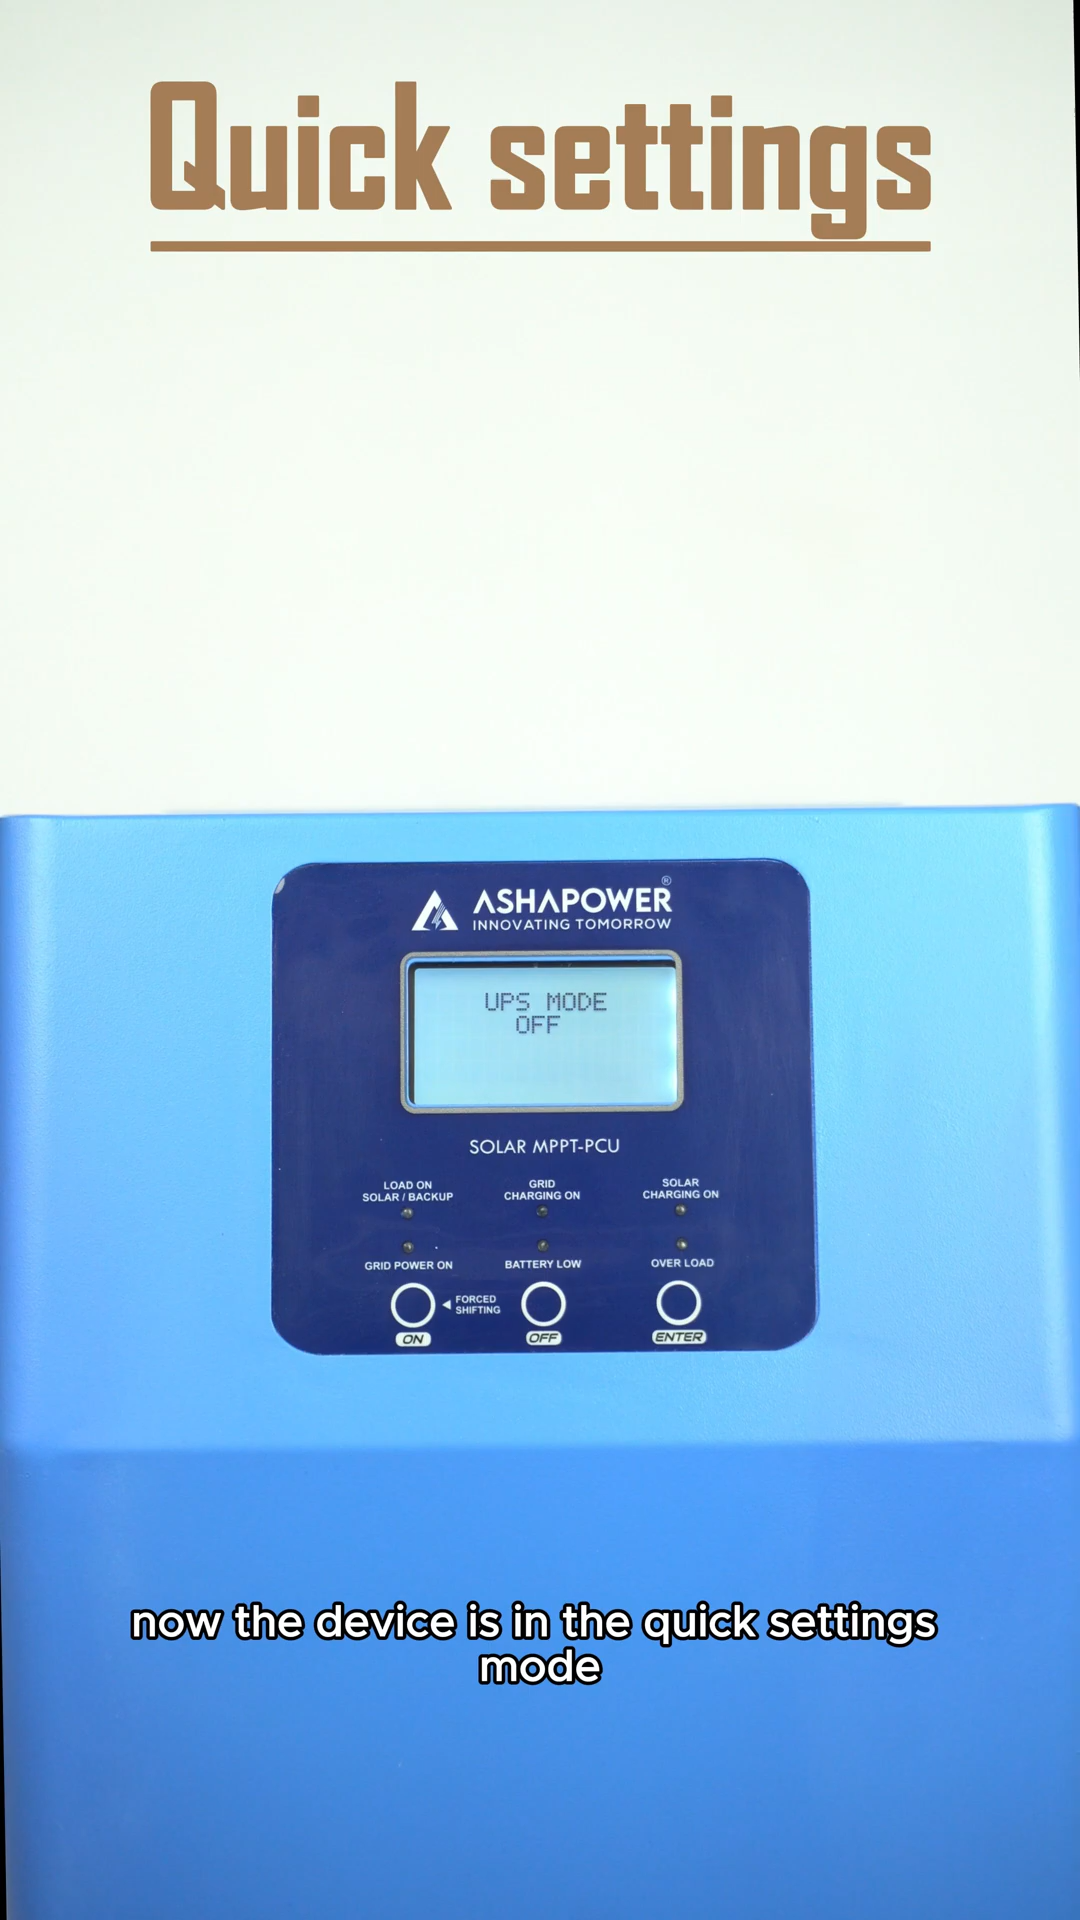 Quick settings
ASHAPOWER®
INNOVATING TOMORROW
UPS MODE
OFF
SOLAR MPPT-PCU
LOAD ON
SOLAR / BACKUP
GRID
CHARGING ON
SOLAR
CHARGING ON
GRID POWER ON
BATTERY LOW
OVER LOAD
FORCED
SHIFTING
ON
OFF
ENTER
now the device is in the quick settings
mode